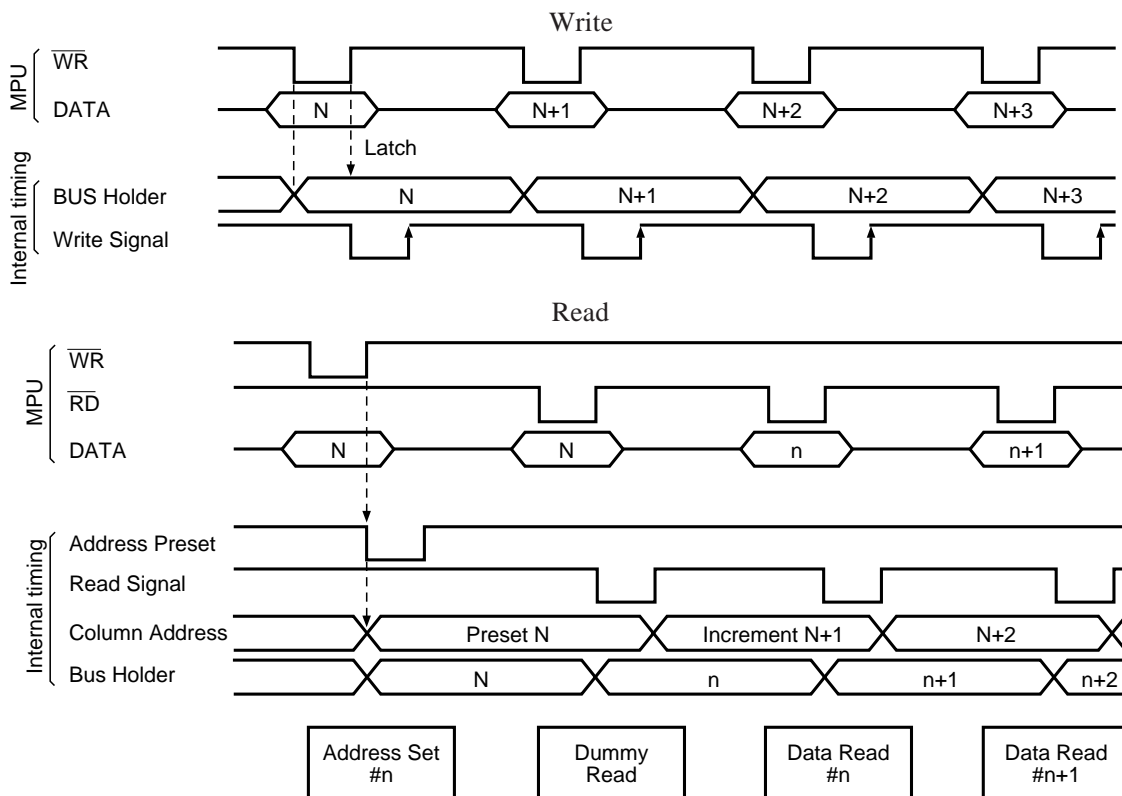 Write
MPU
WR
DATA
N
N+1
N+2
N+3
Latch
Internal timing
BUS Holder
N
N+1
N+2
N+3
Write Signal
Read
MPU
WR
RD
DATA
N
N
n
n+1
Internal timing
Address Preset
Read Signal
Column Address
Preset N
Increment N+1
N+2
Bus Holder
N
n
n+1
n+2
Address Set
#n
Dummy
Read
Data Read
#n
Data Read
#n+1